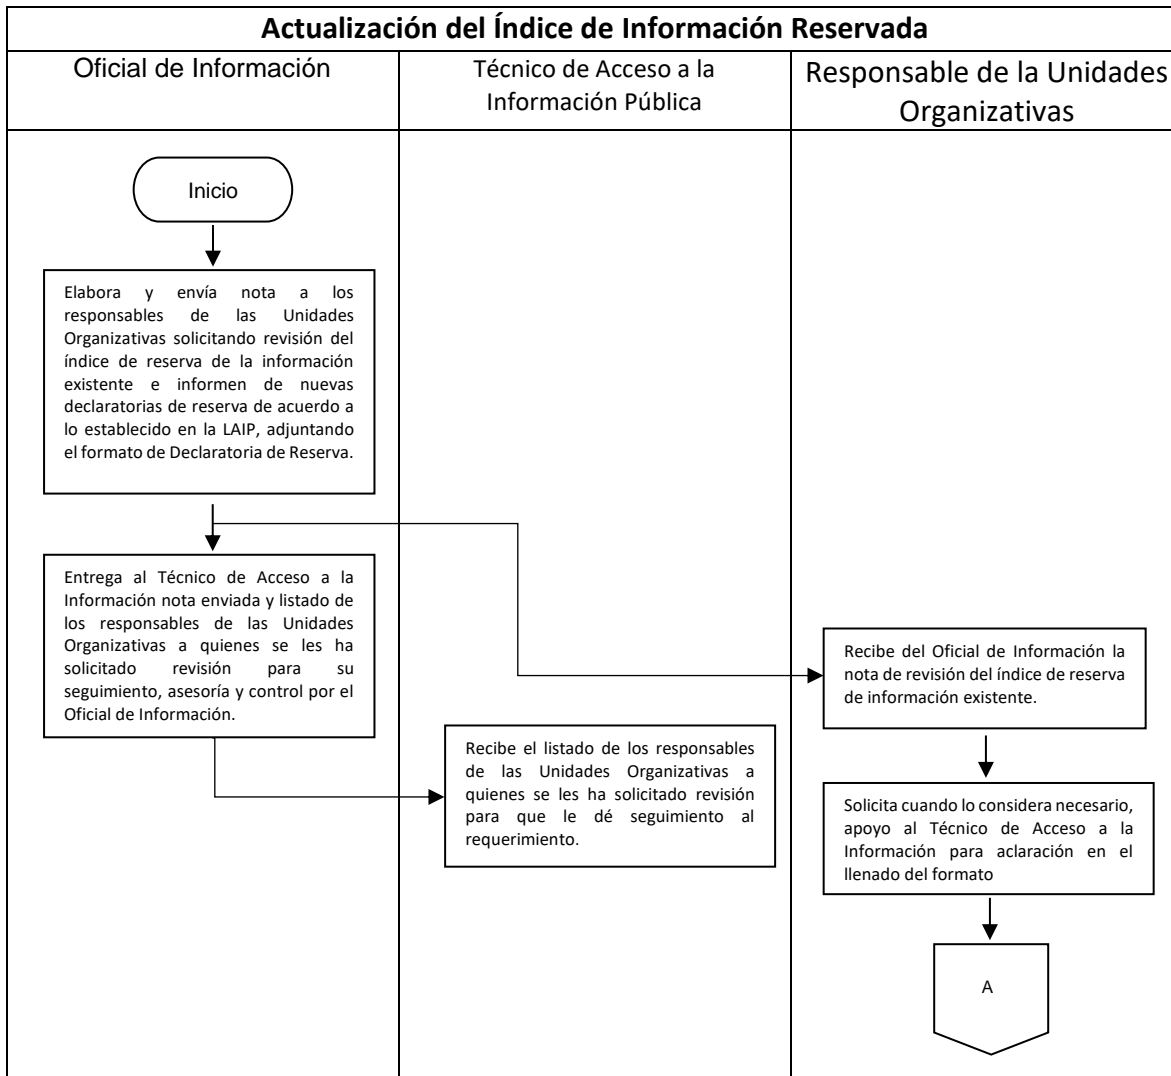 Actualización del Índice de Información Reservada
Oficial de Información
Técnico de Acceso a la
Información Pública
Responsable de la Unidades
Organizativas
Inicio
Elabora y envía nota a los
responsables de las Unidades
Organizativas solicitando revisión del
índice de reserva de la información
existente e informen de nuevas
declaratorias de reserva de acuerdo a
lo establecido en la LAIP, adjuntando
el formato de Declaratoria de Reserva.
Entrega al Técnico de Acceso a la
Información nota enviada y listado de
los responsables de las Unidades
Organizativas a quienes se les ha
solicitado revisión para su
seguimiento, asesoría y control por el
Oficial de Información.
Recibe el listado de los responsables
de las Unidades Organizativas a
quienes se les ha solicitado revisión
para que le dé seguimiento al
requerimiento.
Recibe del Oficial de Información la
nota de revisión del índice de reserva
de información existente.
Solicita cuando lo considera necesario,
apoyo al Técnico de Acceso a la
Información para aclaración en el
llenado del formato
A